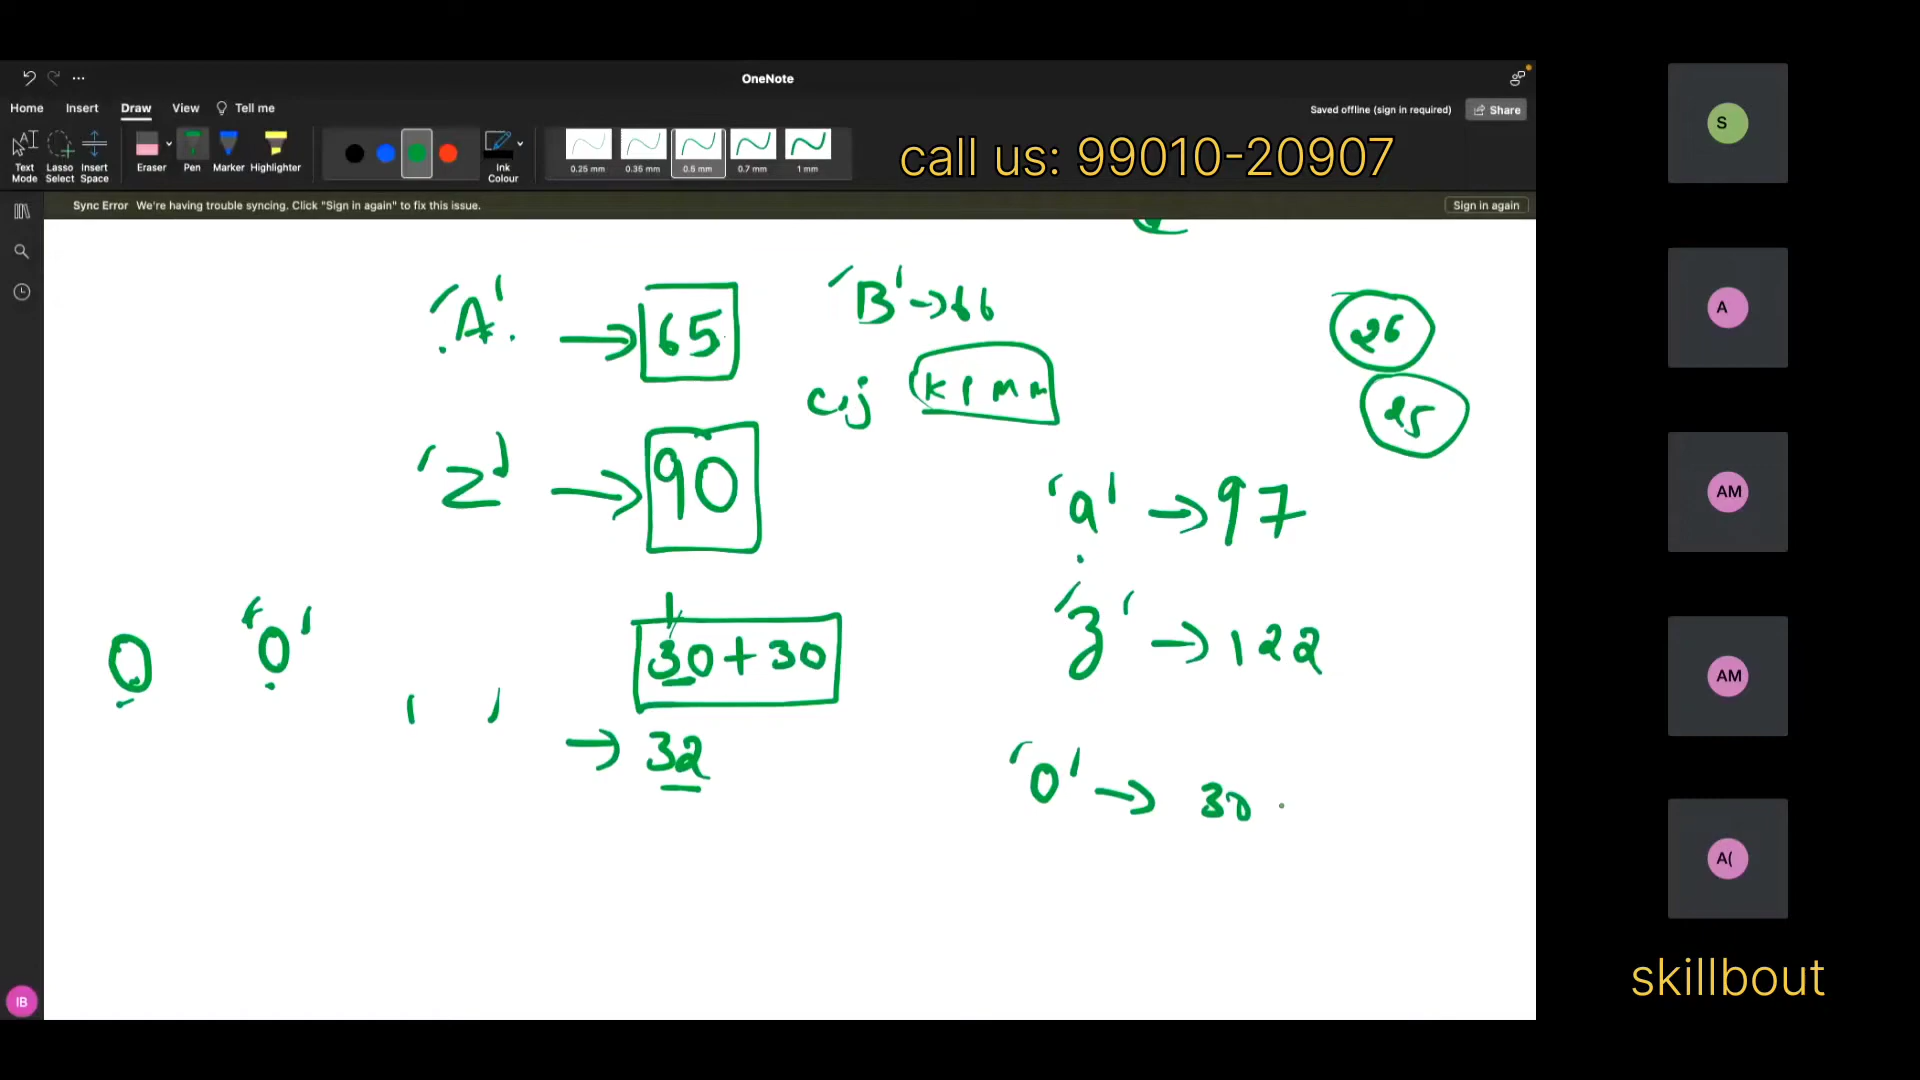 OneNote
Home Insert Draw View Tell me
Saved offline (sign in required) Share
Text Mode Lasso Select Insert Space Eraser Pen Marker Highlighter Ink Colour 0.25 mm 0.35 mm 0.5 mm 0.7 mm 1 mm
call us: 99010-20907
Sync Error We're having trouble syncing. Click "Sign in again" to fix this issue. Sign in again
'A' → 65
'B' → 66
26
25
K P M M
'Z' → 90
'a' → 97
'z' → 122
0 '0'
30+30
' ' → 32
'0' → 30
IB
S
A
AM
AM
A(
skillbout